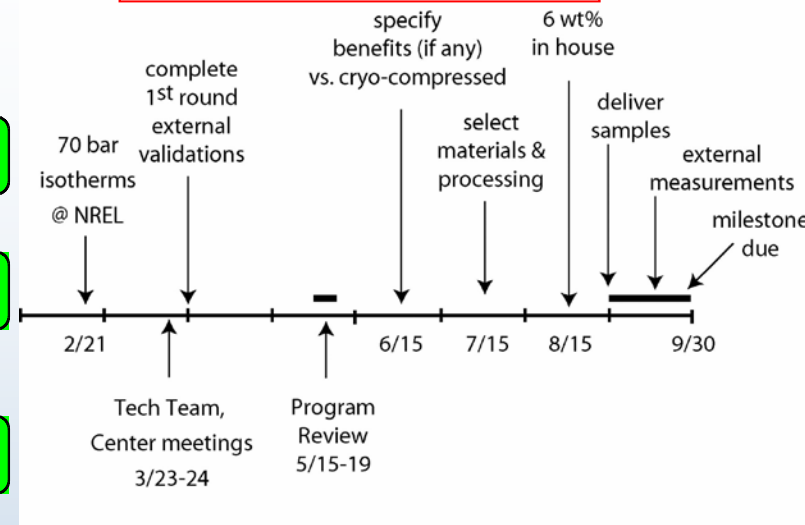 70 bar
isotherms
@ NREL
complete
1st round
external
validations
specify
benefits (if any)
vs. cryo-compressed
select
materials &
processing
6 wt%
in house
deliver
samples
external
measurements
milestone
due
2/21
6/15
7/15
8/15
9/30
Tech Team,
Center meetings
3/23-24
Program
Review
5/15-19